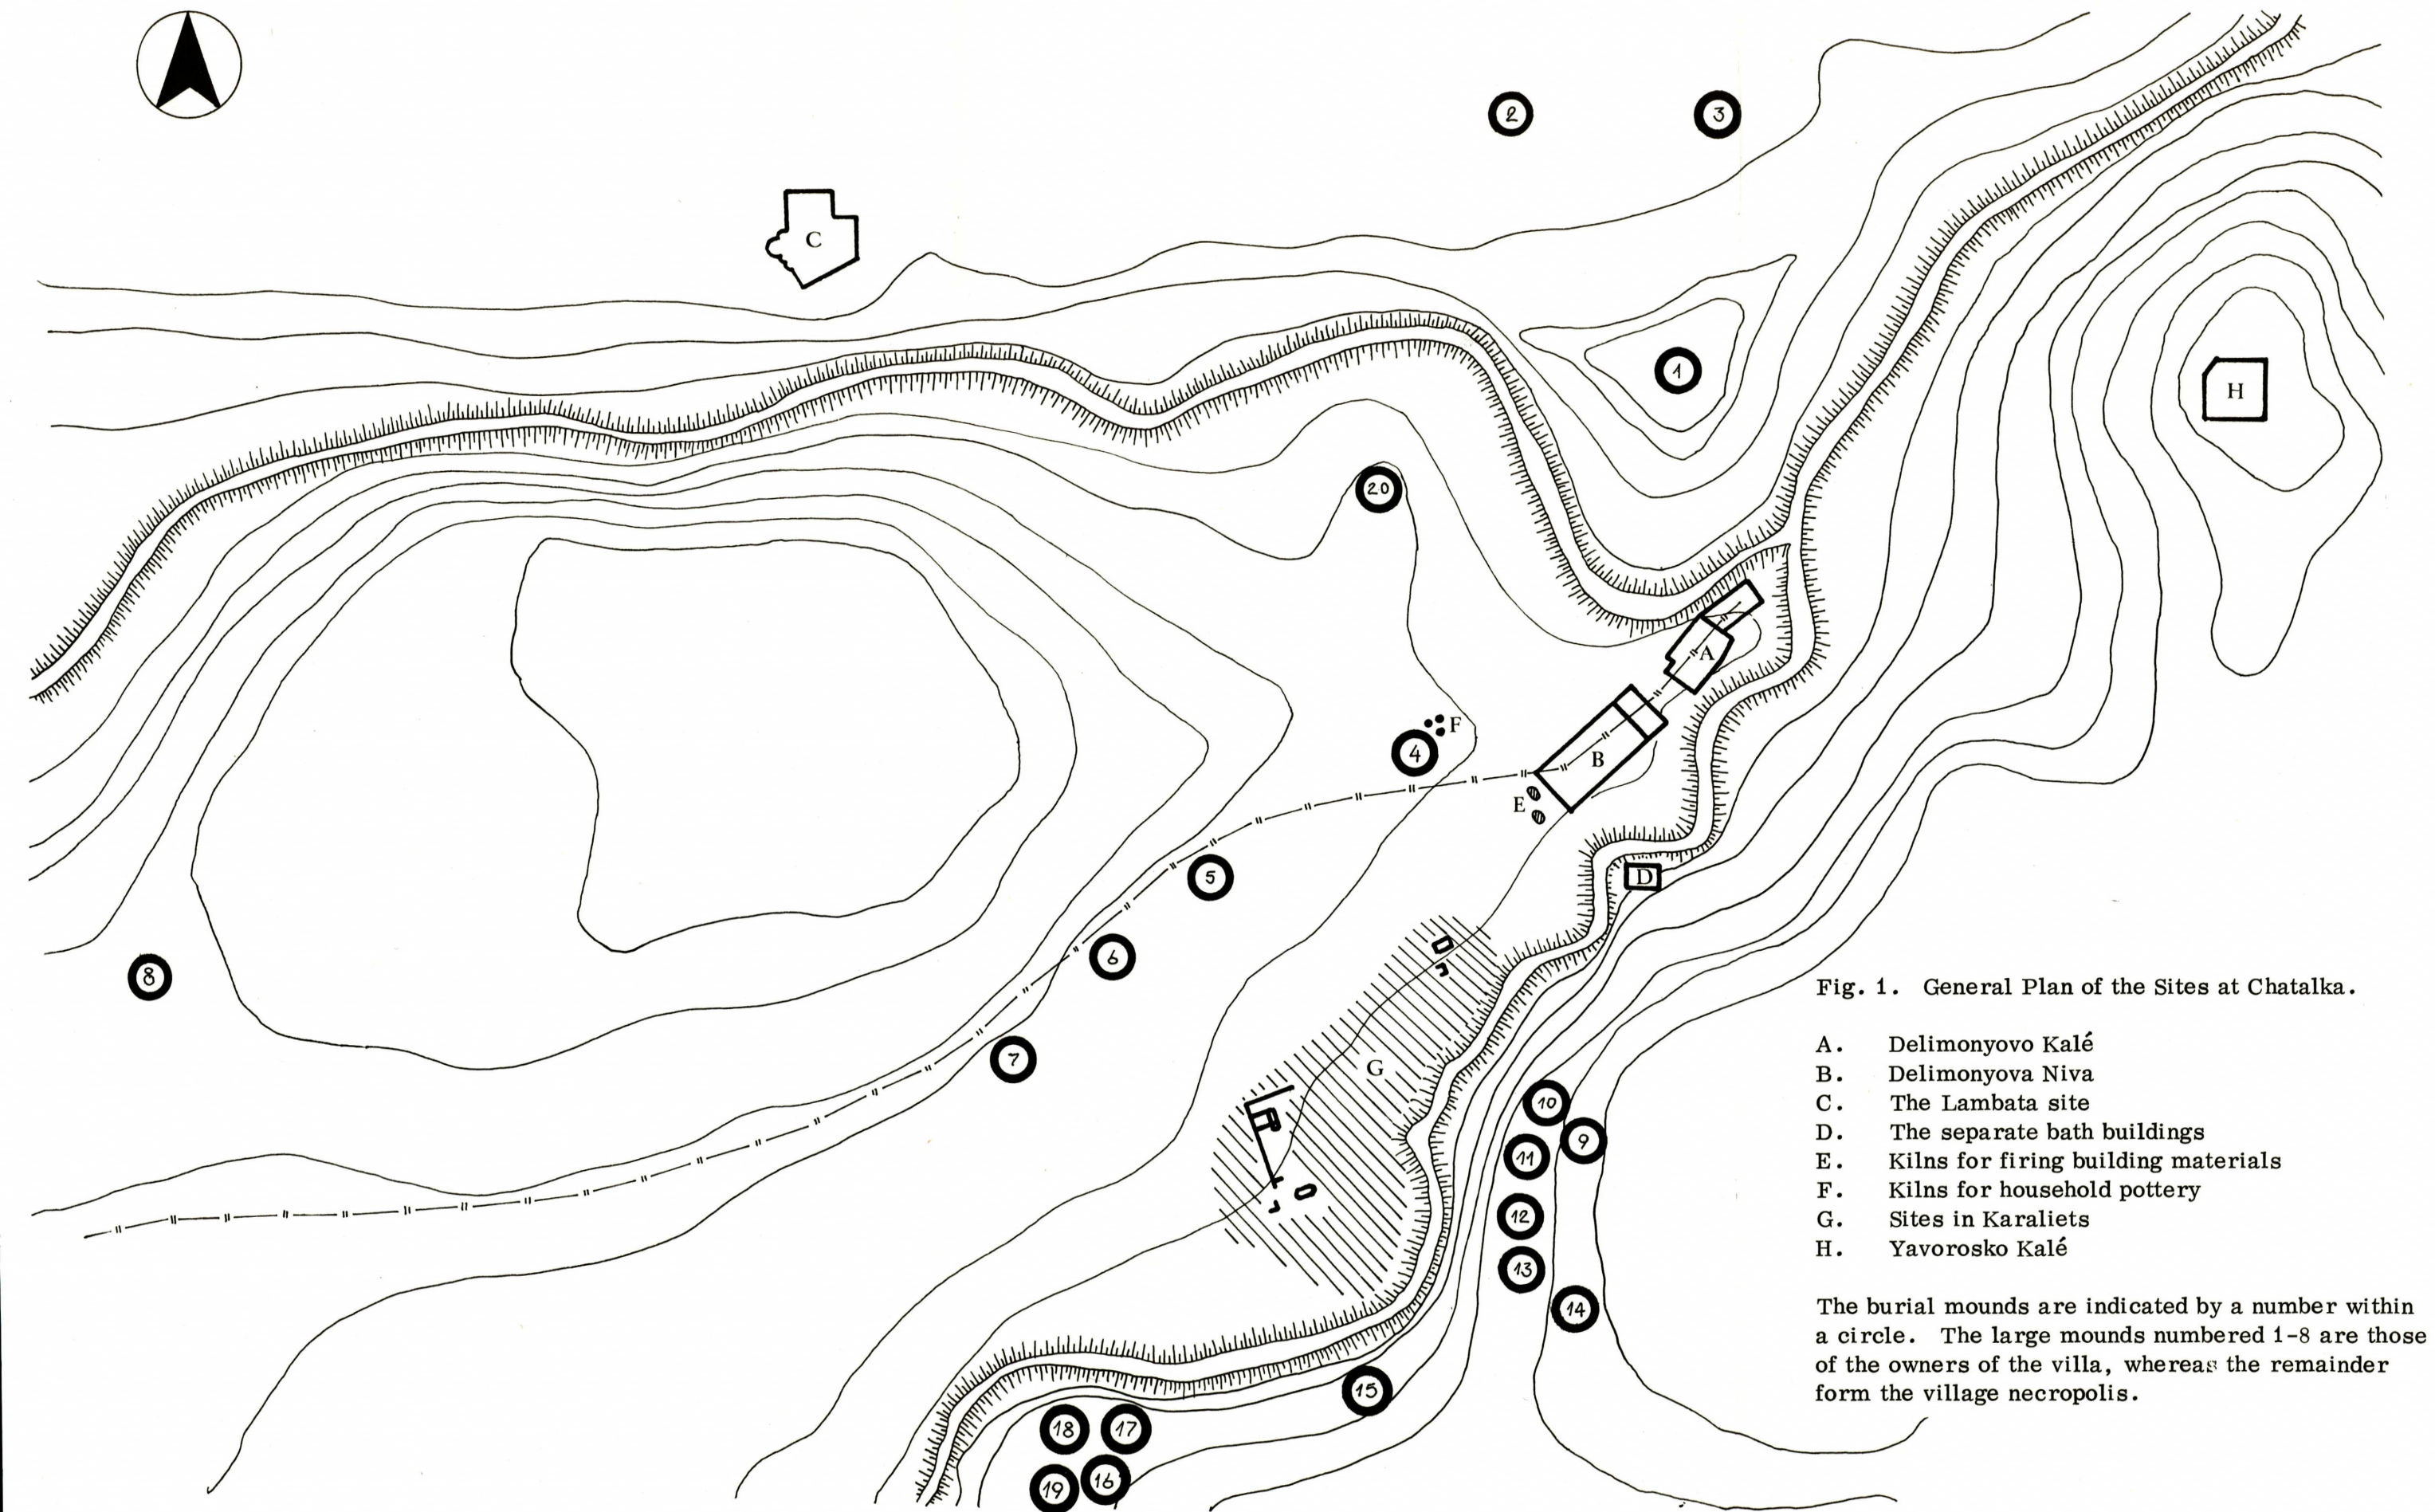 2
3
C
1
H
20
A
F
4
B
E
5
D
6
8
7
G
10
9
11
12
13
14
15
18
17
19
16
Fig. 1. General Plan of the Sites at Chatalka.
A. Delimonyovo Kalé
B. Delimonyova Niva
C. The Lambata site
D. The separate bath buildings
E. Kilns for firing building materials
F. Kilns for household pottery
G. Sites in Karaliets
H. Yavorosko Kalé
The burial mounds are indicated by a number within
a circle. The large mounds numbered 1-8 are those
of the owners of the villa, whereas the remainder
form the village necropolis.